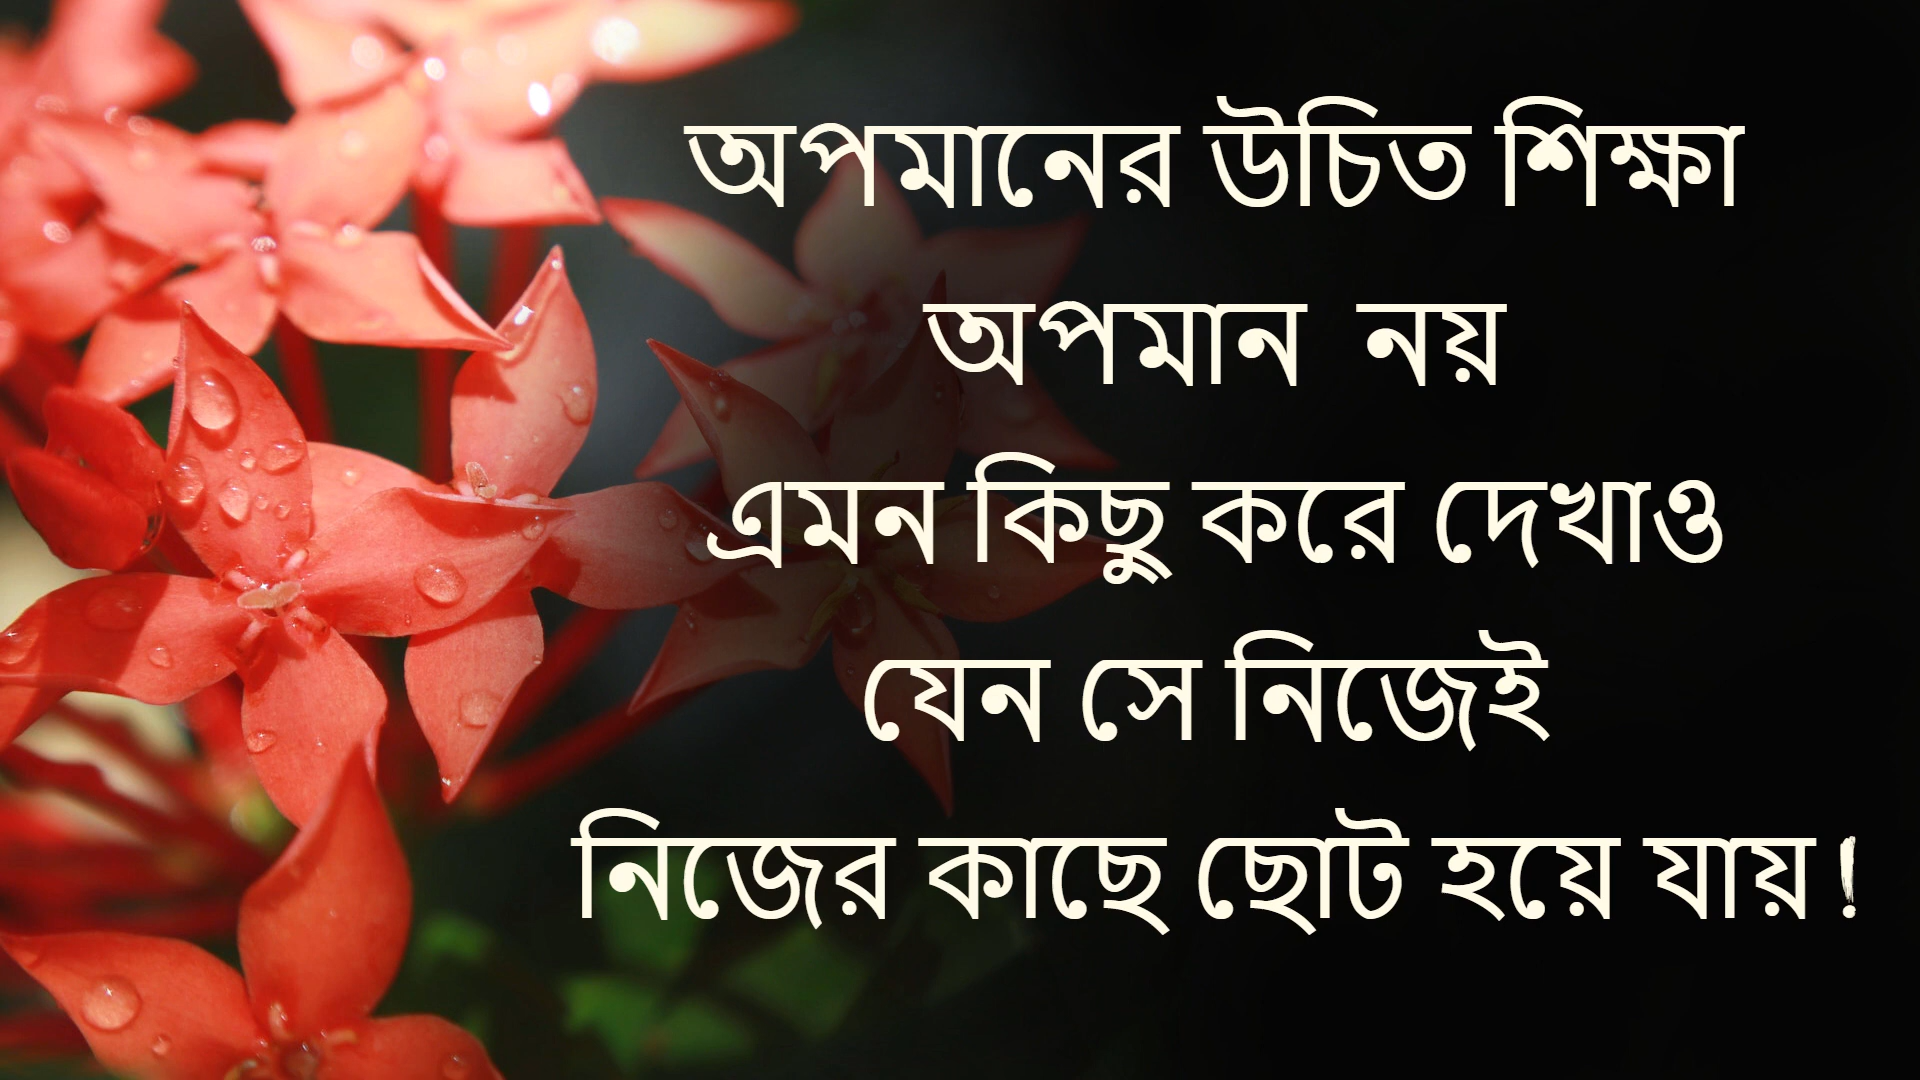 অপমানের উচিত শিক্ষা
অপমান নয়
এমন কিছু করে দেখাও
যেন সে নিজেই
নিজের কাছে ছোট হয়ে যায় !